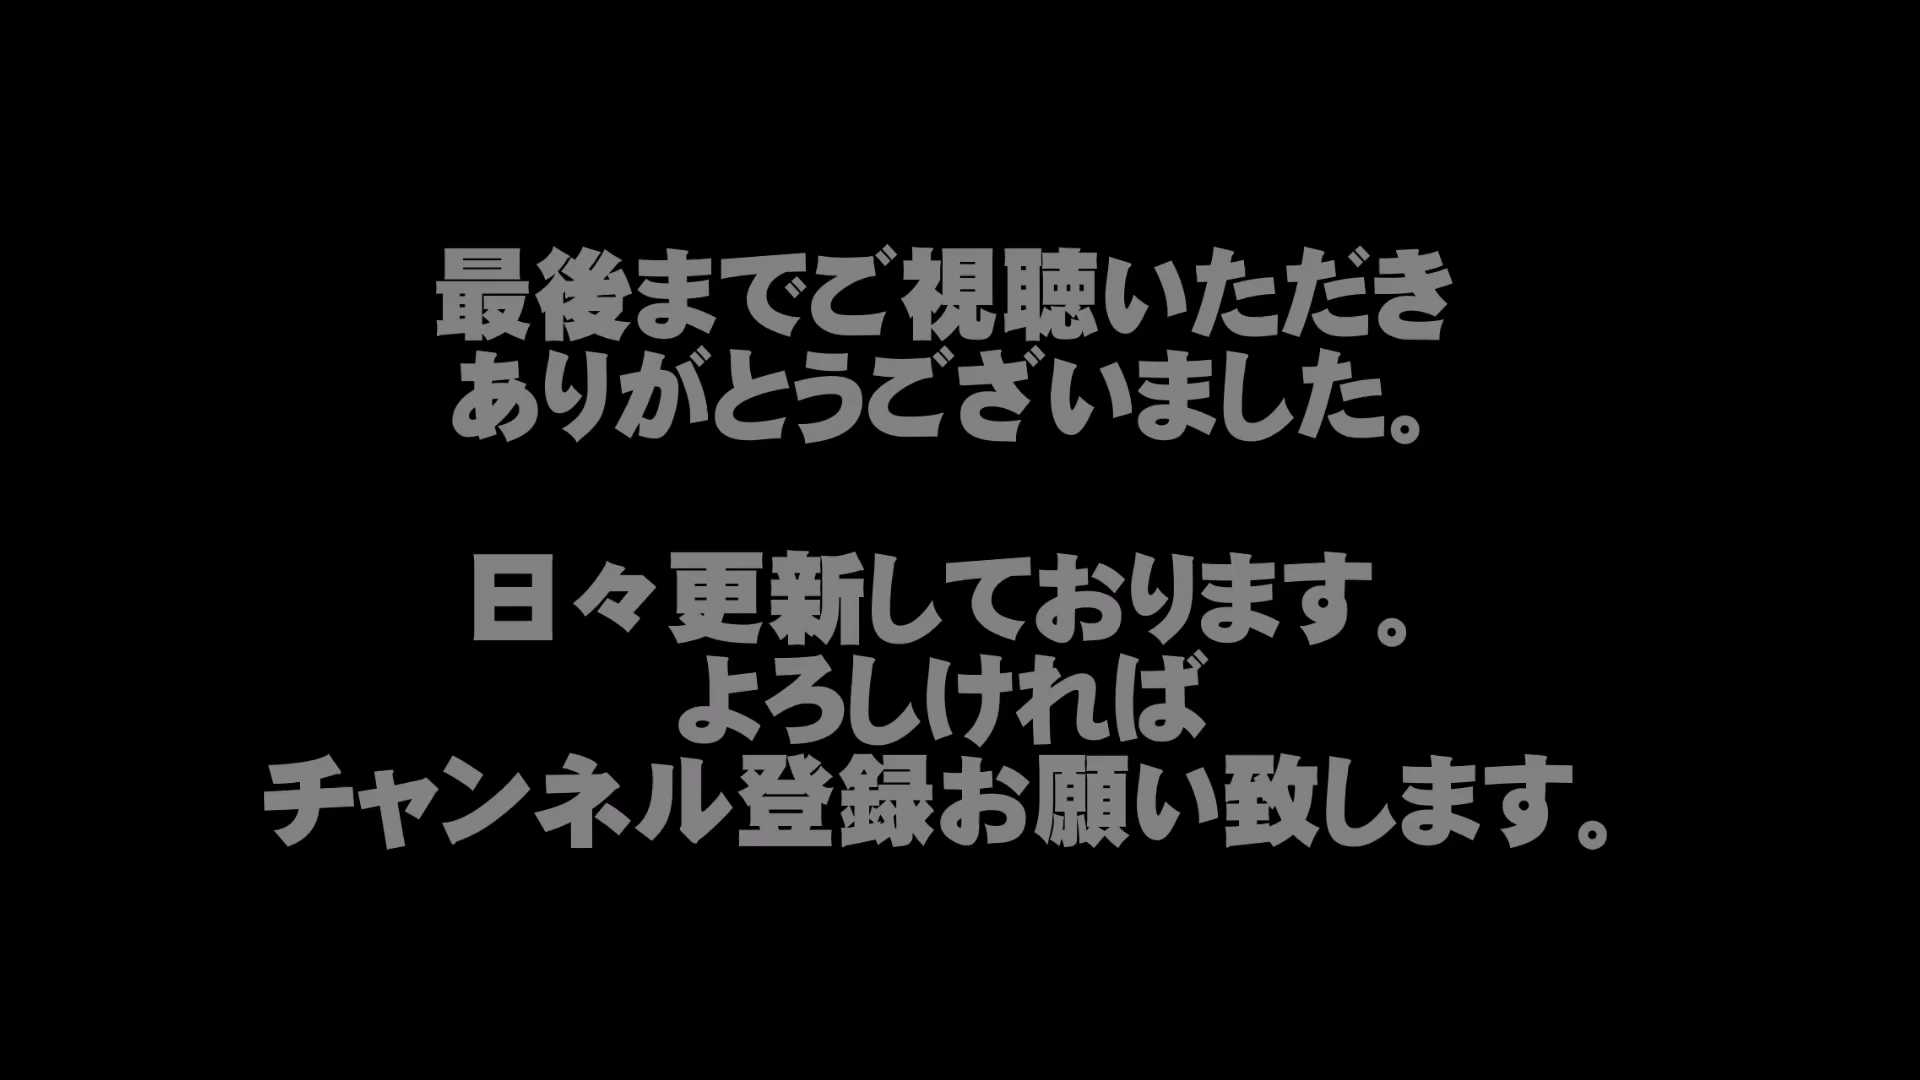 最後までご視聴いただき
ありがとうございました。
日々更新しております。
よろしければ
チャンネル登録お願い致します。